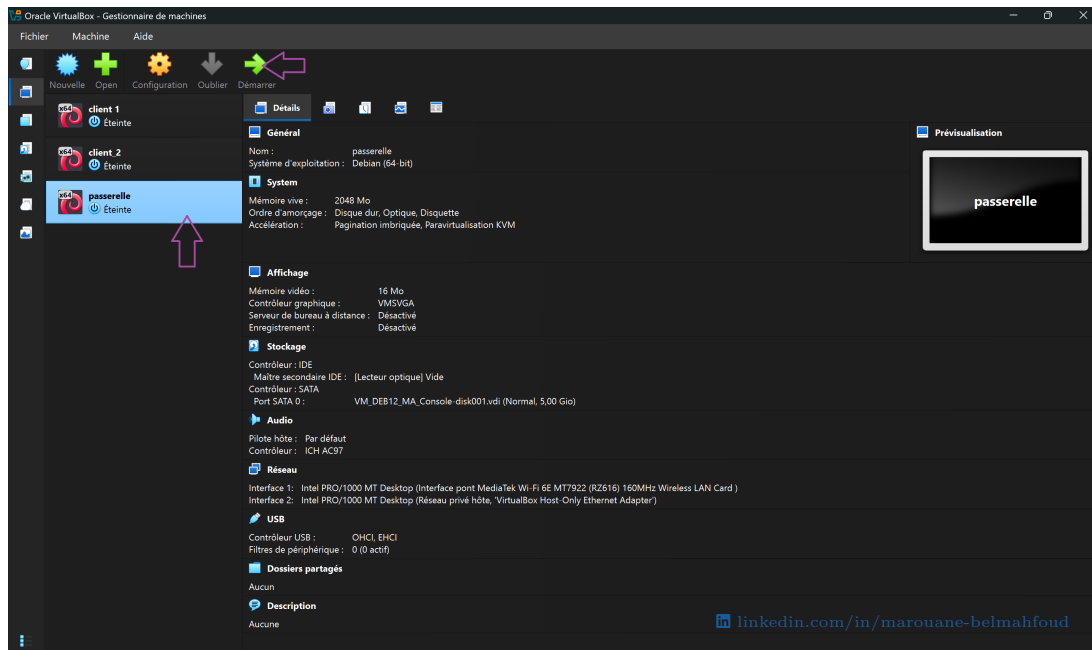 Oracle VirtualBox - Gestionnaire de machines
Fichier Machine Aide
Nouvelle Open Configuration Oublier Démarrer
x64 client 1
Éteinte
x64 client_2
Éteinte
x64 passerelle
Éteinte
Détails
Général
Nom : passerelle
Système d'exploitation : Debian (64-bit)
System
Mémoire vive : 2048 Mo
Ordre d'amorçage : Disque dur, Optique, Disquette
Accélération : Pagination imbriquée, Paravirtualisation KVM
Prévisualisation
passerelle
Affichage
Mémoire vidéo : 16 Mo
Contrôleur graphique : VMSVGA
Serveur de bureau à distance : Désactivé
Enregistrement : Désactivé
Stockage
Contrôleur : IDE
Maître secondaire IDE : [Lecteur optique] Vide
Contrôleur : SATA
Port SATA 0 : VM_DEB12_MA_Console-disk001.vdi (Normal, 5,00 Gio)
Audio
Pilote hôte : Par défaut
Contrôleur : ICH AC97
Réseau
Interface 1: Intel PRO/1000 MT Desktop (Interface pont MediaTek Wi-Fi 6E MT7922 (RZ616) 160MHz Wireless LAN Card )
Interface 2: Intel PRO/1000 MT Desktop (Réseau privé hôte, 'VirtualBox Host-Only Ethernet Adapter')
USB
Contrôleur USB : OHCI, EHCI
Filtres de périphérique : 0 (0 actif)
Dossiers partagés
Aucun
Description
Aucune
in linkedin.com/in/marouane-belmahfoud